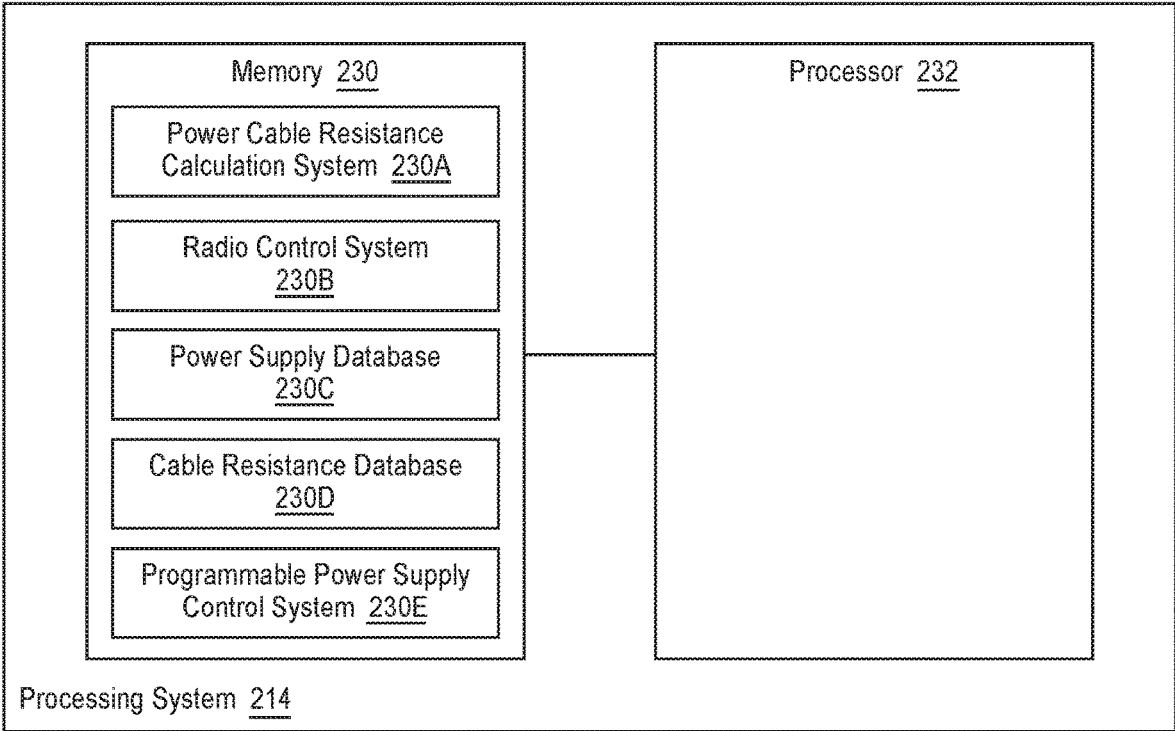 Memory 230
Power Cable Resistance
Calculation System 230A
Radio Control System
230B
Power Supply Database
230C
Cable Resistance Database
230D
Programmable Power Supply
Control System 230E
Processor 232
Processing System 214